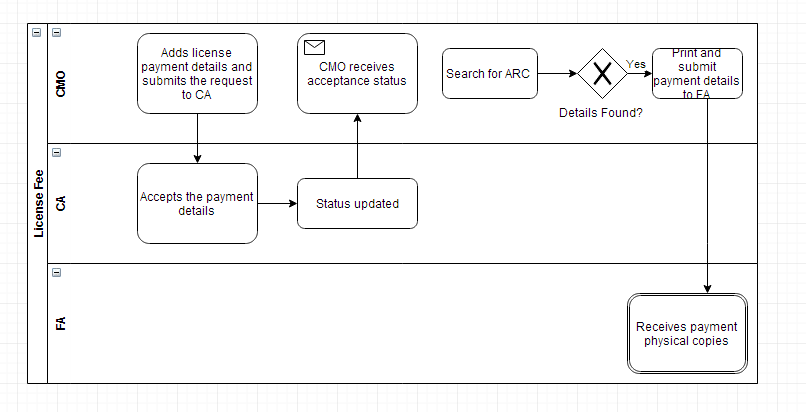 License Fee
CMO
Adds license
payment details and
submits the request
to CA
CMO receives
acceptance status
Search for ARC
Details Found?
Yes
Print and
submit
payment details
to FA
CA
Accepts the payment
details
Status updated
FA
Receives payment
physical copies